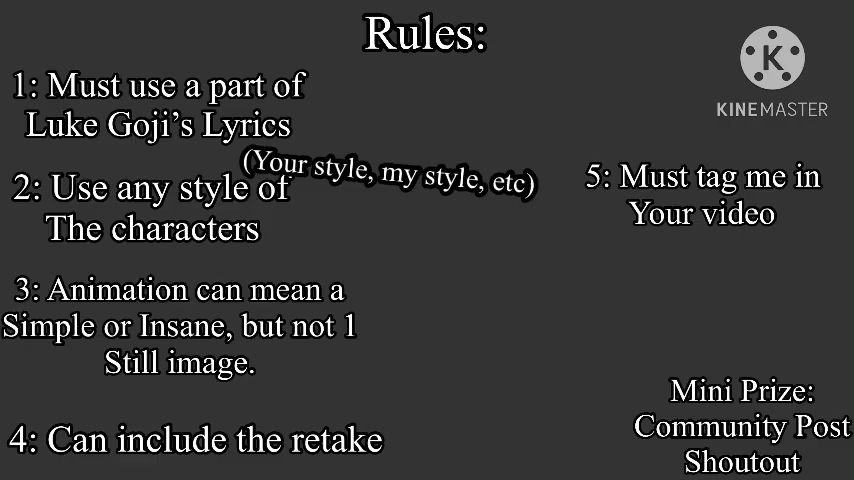 Rules:
KINEMASTER
1: Must use a part of
Luke Goji's Lyrics
(Your style, my style, etc)
2: Use any style of
The characters
3: Animation can mean a
Simple or Insane, but not 1
Still image.
4: Can include the retake
5: Must tag me in
Your video
Mini Prize:
Community Post
Shoutout